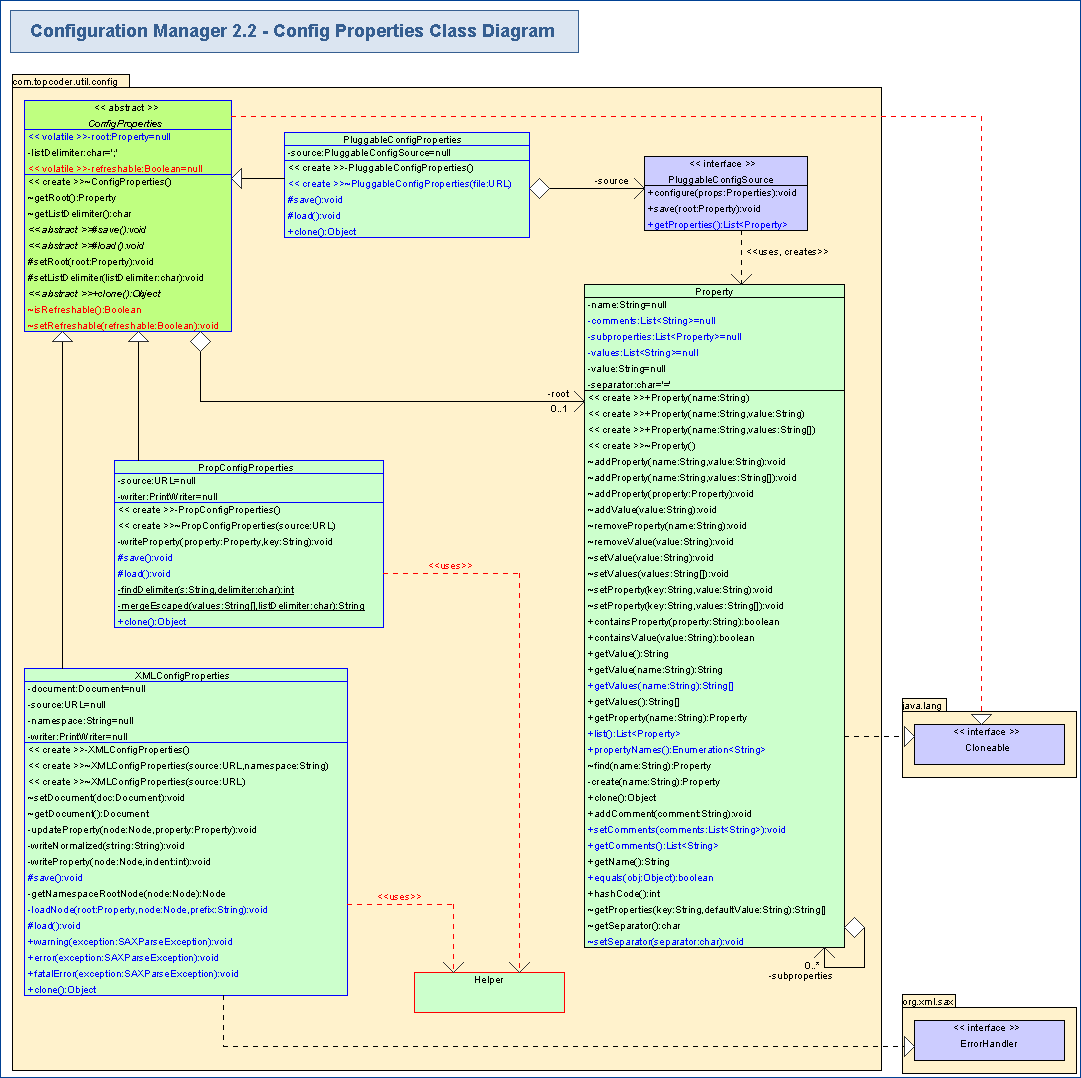 Configuration Manager 2.2 - Config Properties Class Diagram
com.topcoder.util.config
<< abstract >>
ConfigProperties
<< volatile >>-root:Property=null
-listDelimiter:char=';'
<< volatile >>-refreshable:Boolean=null
<< create >>~ConfigProperties()
~getRoot():Property
~getListDelimiter():char
<<abstract >>#save():void
<<abstract >>#load():void
#setRoot(root:Property):void
#setListDelimiter(listDelimiter:char):void
<<abstract >>+clone():Object
~isRefreshable():Boolean
~setRefreshable(refreshable:Boolean):void
PluggableConfigProperties
-source:PluggableConfigSource=null
<< create >>-PluggableConfigProperties()
<< create >>~PluggableConfigProperties(file:URL)
#save():void
#load():void
+clone():Object
-source
<< interface >>
PluggableConfigSource
+configure(props:Properties):void
+save(root:Property):void
+getProperties():List<Property>
<<uses, creates>>
Property
-name:String=null
-comments:List<String>=null
-subproperties:List<Property>=null
-values:List<String>=null
-value:String=null
-separator:char='='
<< create >>+Property(name:String)
<< create >>+Property(name:String,value:String)
<< create >>+Property(name:String,values:String[])
<< create >>~Property()
~addProperty(name:String,value:String):void
~addProperty(name:String,values:String[]):void
~addProperty(property:Property):void
~addValue(value:String):void
~removeProperty(name:String):void
~removeValue(value:String):void
~setValue(value:String):void
~setValues(values:String[]):void
~setProperty(key:String,value:String):void
~setProperty(key:String,values:String[]):void
+containsProperty(property:String):boolean
+containsValue(value:String):boolean
+getValue():String
+getValue(name:String):String
+getValues(name:String):String[]
+getValues():String[]
+getProperty(name:String):Property
+list():List<Property>
+propertyNames():Enumeration<String>
~find(name:String):Property
-create(name:String):Property
+clone():Object
+addComment(comment:String):void
+setComments(comments:List<String>):void
+getComments():List<String>
+getName():String
+equals(obj:Object):boolean
+hashCode():int
~getProperties(key:String,defaultValue:String):String[]
~getSeparator():char
~setSeparator(separator:char):void
-root
0..1
0..*
-subproperties
PropConfigProperties
-source:URL=null
-writer:PrintWriter=null
<< create >>-PropConfigProperties()
<< create >>~PropConfigProperties(source:URL)
-writeProperty(property:Property,key:String):void
#save():void
#load():void
-findDelimiter(s:String,delimiter:char):int
-mergeEscaped(values:String[],listDelimiter:char):String
+clone():Object
<<uses>>
XMLConfigProperties
-document:Document=null
-source:URL=null
-namespace:String=null
-writer:PrintWriter=null
<< create >>-XMLConfigProperties()
<< create >>~XMLConfigProperties(source:URL,namespace:String)
<< create >>~XMLConfigProperties(source:URL)
~setDocument(doc:Document):void
~getDocument():Document
-updateProperty(node:Node,property:Property):void
-writeNormalized(string:String):void
-writeProperty(node:Node,indent:int):void
#save():void
-getNamespaceRootNode(node:Node):Node
-loadNode(root:Property,node:Node,prefix:String):void
#load():void
+warning(exception:SAXParseException):void
+error(exception:SAXParseException):void
+fatalError(exception:SAXParseException):void
+clone():Object
<<uses>>
Helper
java.lang
<< interface >>
Cloneable
org.xml.sax
<< interface >>
ErrorHandler